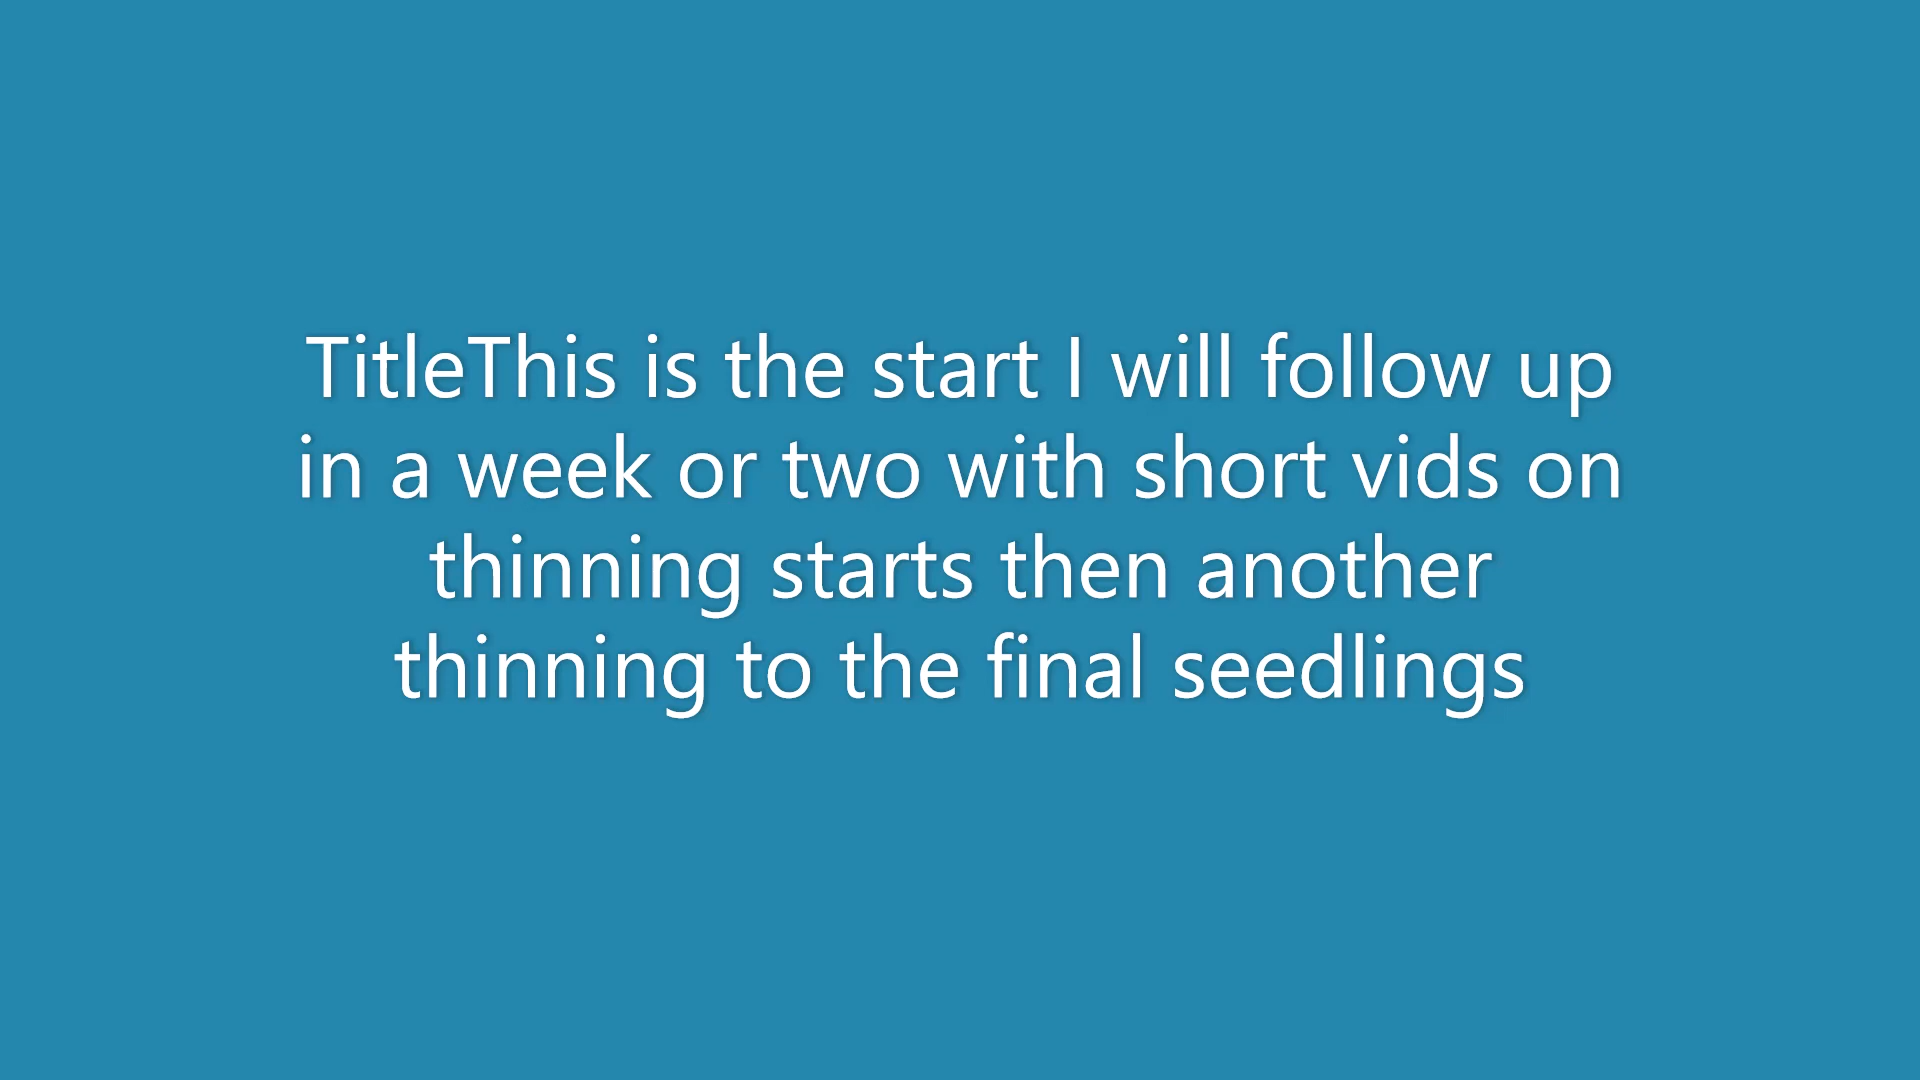 TitleThis is the start I will follow up
in a week or two with short vids on
thinning starts then another
thinning to the final seedlings